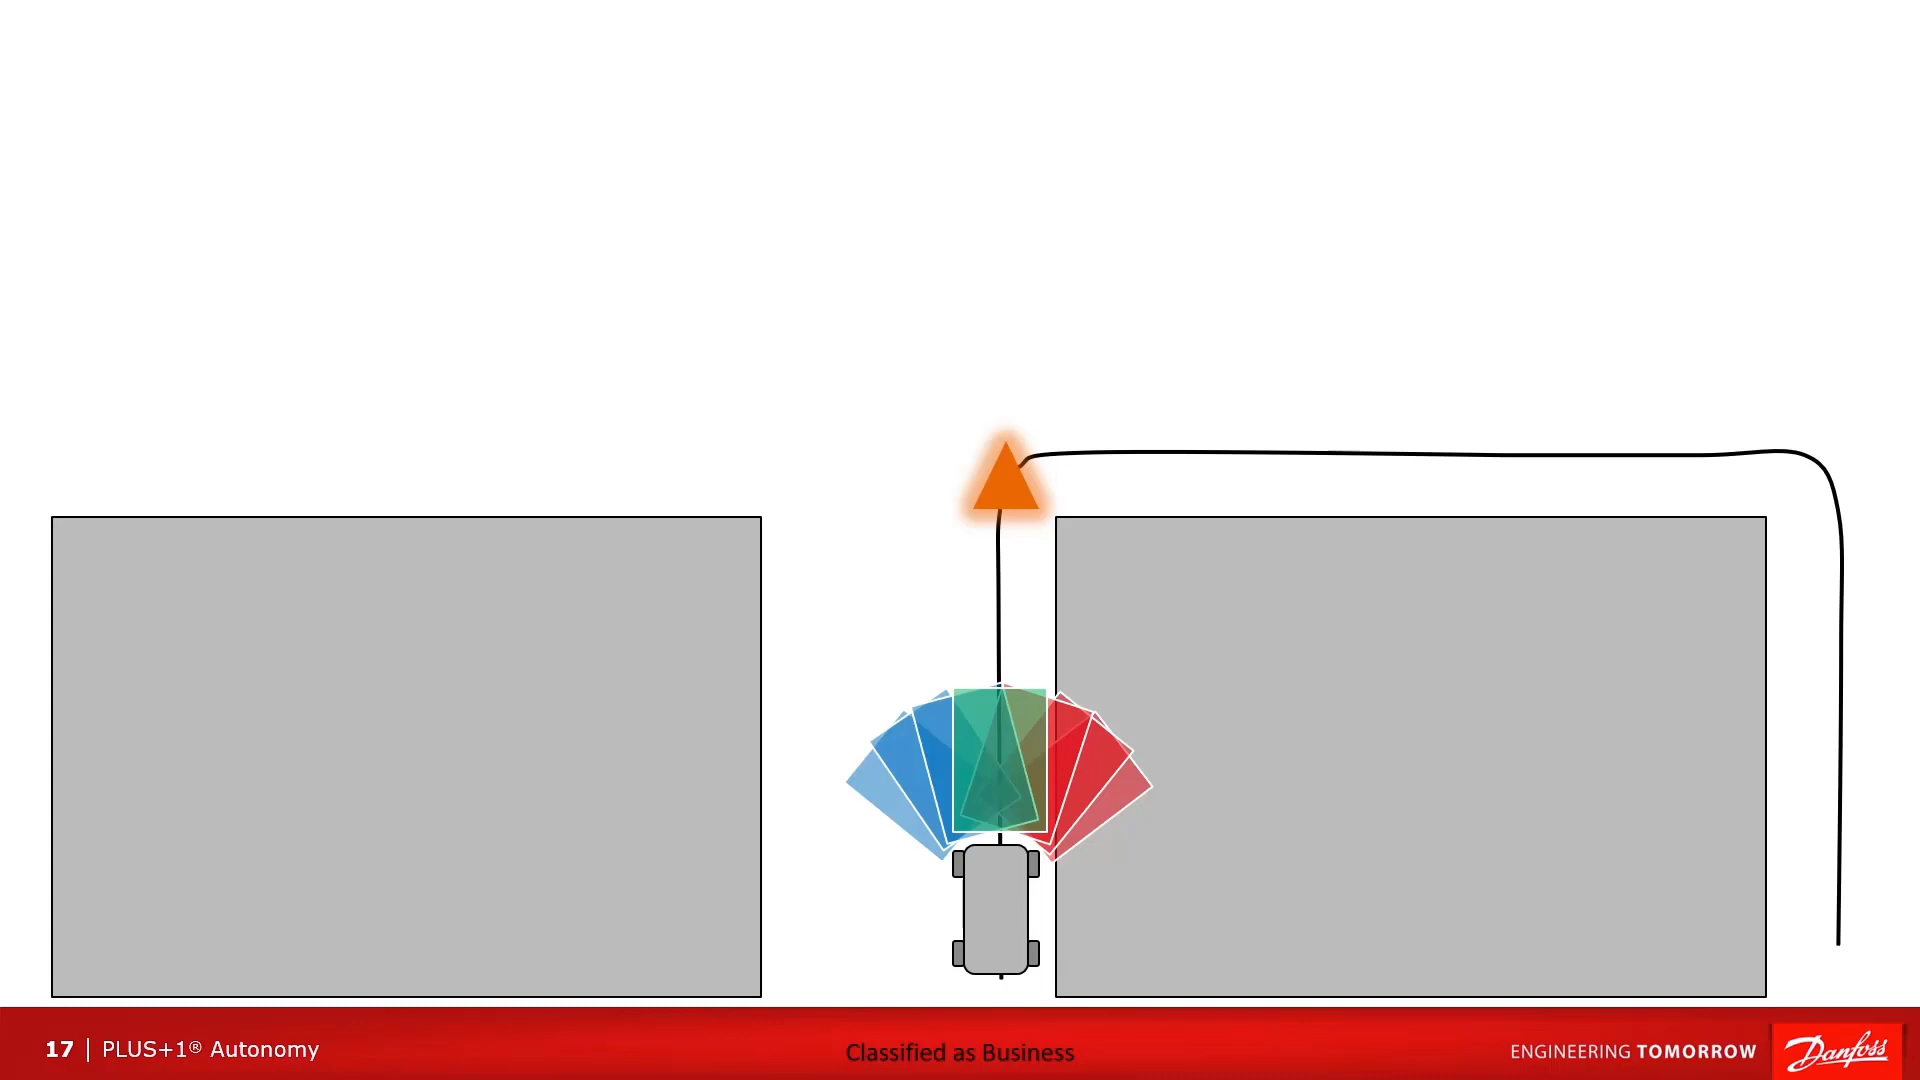 17 | PLUS+1® Autonomy
Classified as Business
ENGINEERING TOMORROW
Danfoss